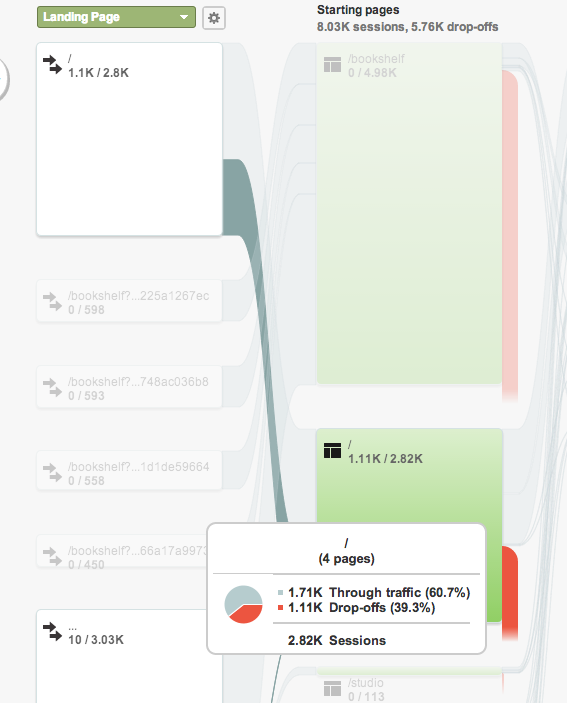 Landing Page
Starting pages
8.03K sessions, 5.76K drop-offs
/
1.1K / 2.8K
/bookshelf
0 / 4.98K
/bookshelf?...225a1267ec
0 / 598
/bookshelf?...748ac036b8
0 / 593
/
1.11K / 2.82K
/bookshelf?...1d1de59664
0 / 558
/bookshelf?...66a17a9973
0 / 450
/
(4 pages)
1.71K Through traffic (60.7%)
1.11K Drop-offs (39.3%)
2.82K Sessions
...
10 / 3.03K
/studio
0 / 113